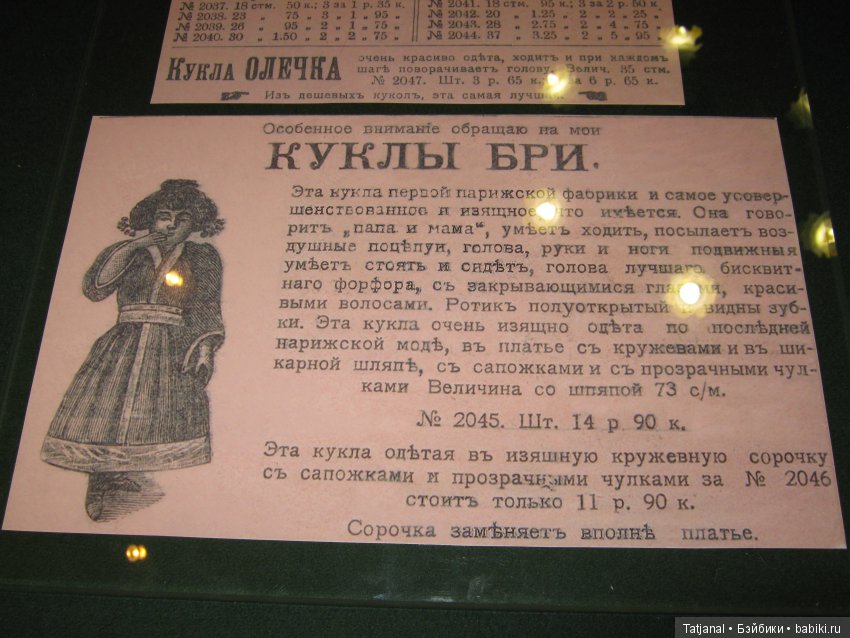 № 2037. 18 стм. 50 к.; 3 за 1 р. 35 к.
№ 2038. 23 „ 75 „ 3 „ 1 „ 95 „
№ 2039. 26 „ 95 „ 2 „ 1 „ 75 „
№ 2040. 30 „ 1.50 „ 2 „ 2 „ 75 „
№ 2041. 18 стм. 95 к.; 3 за 2 р. 60 к.
№ 2042. 20 „ 1.25 „ 2 „ 2 „ 25 „
№ 2043. 28 „ 2.75 „ 2 „ 4 „ 75 „
№ 2044. 37 „ 3.25 „ 2 „ 5 „ 95 „
Кукла ОЛЕЧКА
очень красиво одѣта, ходитъ и при каждомъ
шагѣ поворачиваетъ голову. Велич. 35 стм.
№ 2047. Шт. 3 р. 65 к. за 6 р. 65 к.
Изъ дешевыхъ куколъ, эта самая лучшая.
Особенное вниманіе обращаю на мои
КУКЛЫ БРИ.
Эта кукла первой парижской фабрики и самое усовер-
шенствованное и изящное что имѣется. Она гово-
ритъ „папа и мама“, умѣетъ ходить, посылаетъ воз-
душные поцѣлуи, голова, руки и ноги подвижныя
умѣетъ стоять и сидѣтъ, голова лучшаго бисквит-
наго форфора, съ закрывающимися глазами, краси-
выми волосами. Ротикъ полуоткрытый и видны зуб-
ки. Эта кукла очень изящно одѣта по послѣдней
парижской модѣ, въ платье съ кружевами и въ ши-
карной шляпѣ, съ сапожками и съ прозрачными чул-
ками Величина со шляпой 73 с/м.
№ 2045. Шт. 14 р 90 к.
Эта кукла одѣтая въ изяшную кружевную сорочку
съ сапожками и прозрачными чулками за № 2046
стоитъ только 11 р. 90 к.
Сорочка замѣняетъ вполнѣ платье.
Tatjanal • Бэйбики • babiki.ru